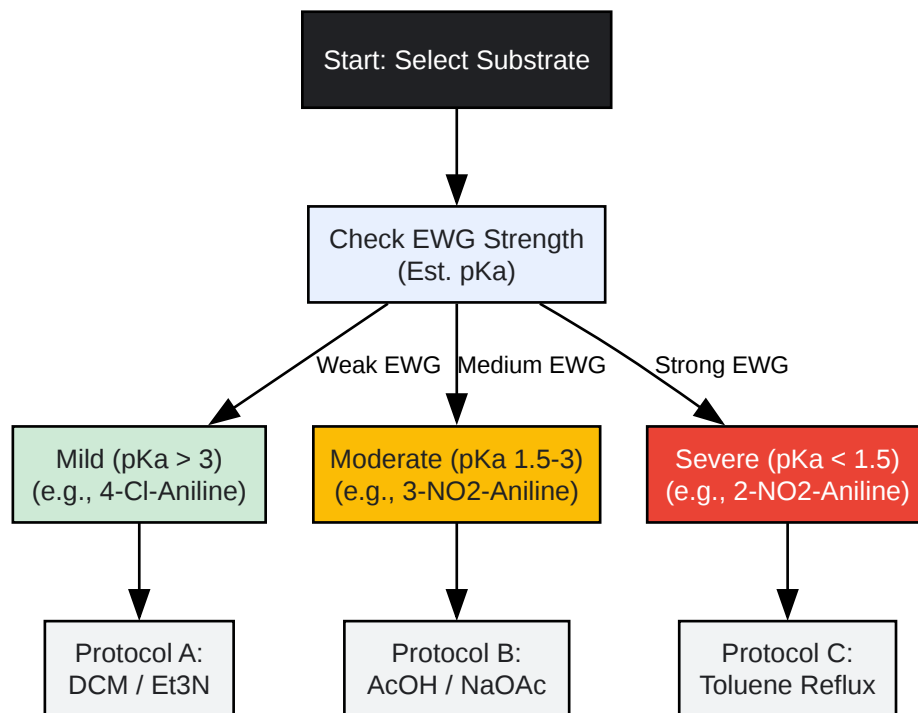 Start: Select Substrate
Check EWG Strength
(Est. pKa)
Weak EWG
Medium EWG
Strong EWG
Mild (pKa > 3)
(e.g., 4-Cl-Aniline)
Moderate (pKa 1.5-3)
(e.g., 3-NO2-Aniline)
Severe (pKa < 1.5)
(e.g., 2-NO2-Aniline)
Protocol A:
DCM / Et3N
Protocol B:
AcOH / NaOAc
Protocol C:
Toluene Reflux